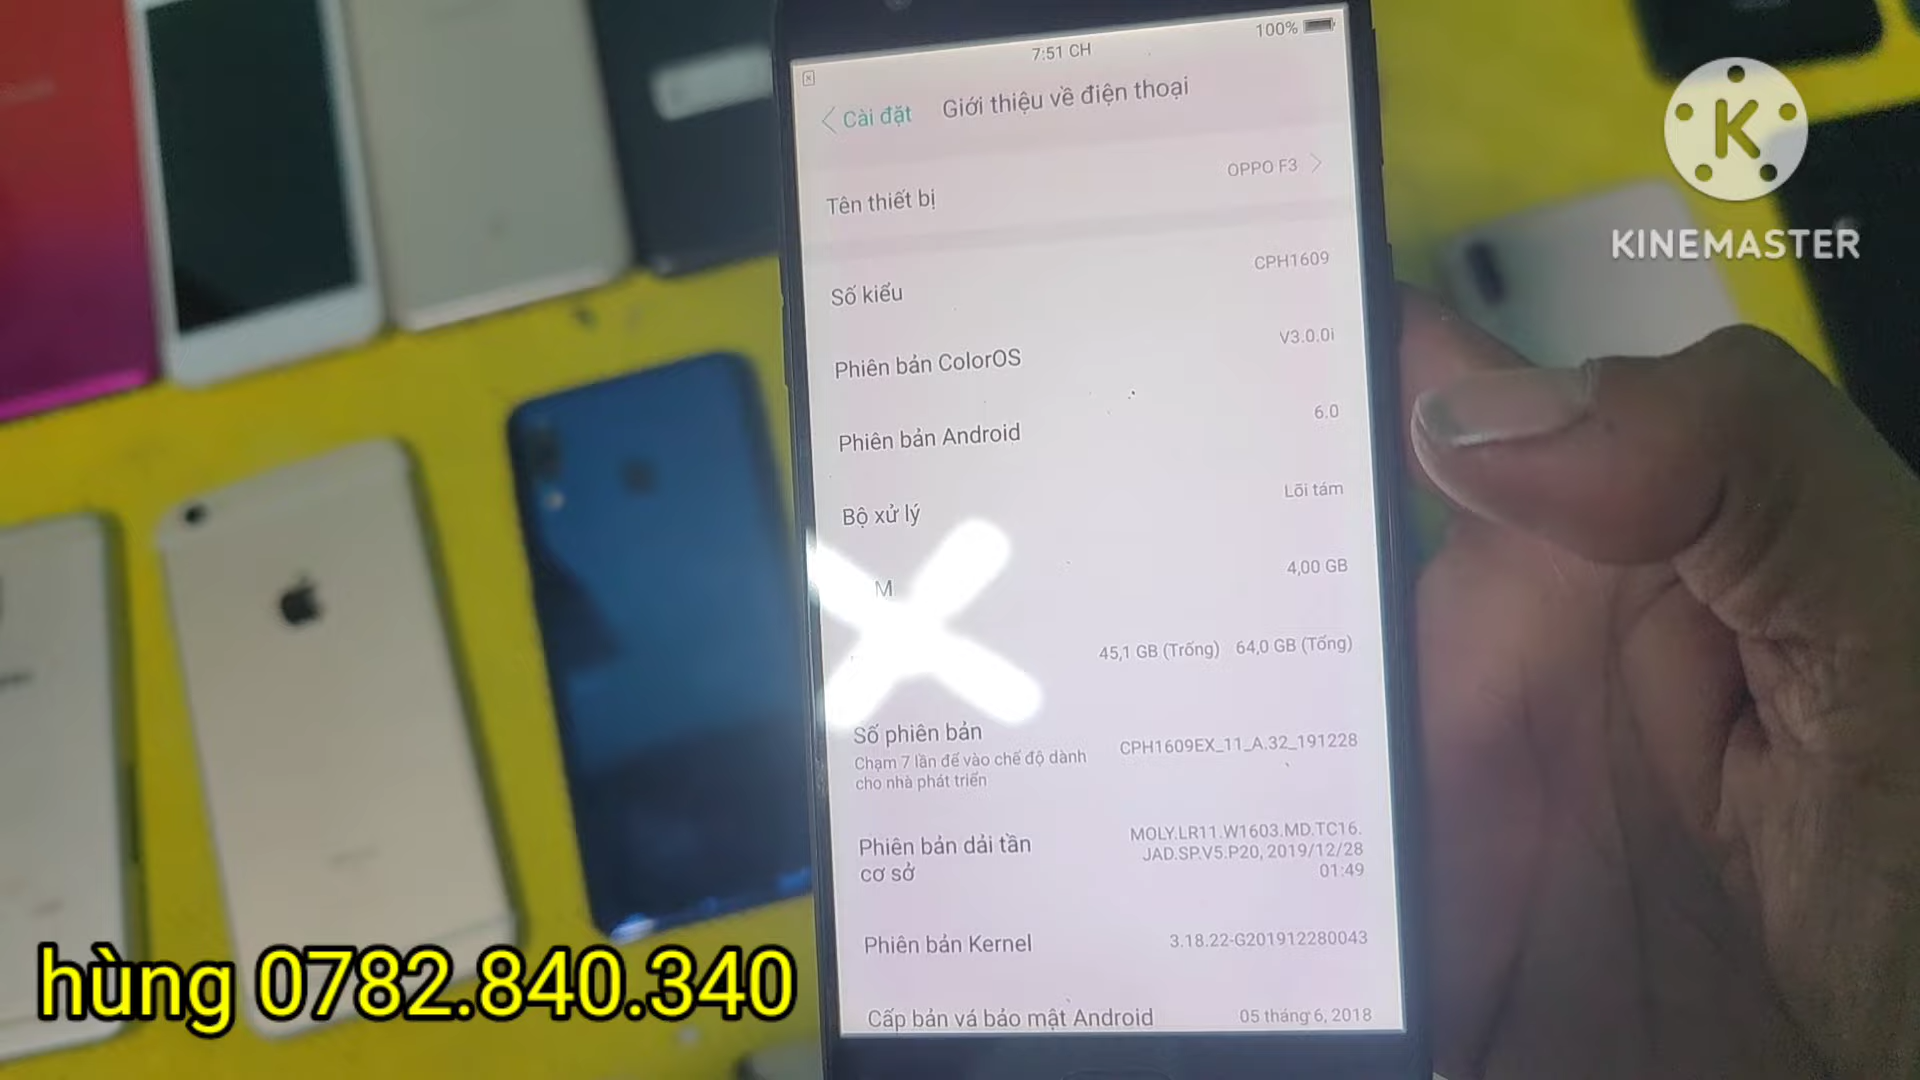 100%
7:51 CH
Cài đặt
Giới thiệu về điện thoại
Tên thiết bị
OPPO F3
Số kiểu
CPH1609
Phiên bản ColorOS
V3.0.0i
Phiên bản Android
6.0
Bộ xử lý
Lõi tám
M
4,00 GB
45,1 GB (Trống) 64,0 GB (Tổng)
Số phiên bản
Chạm 7 lần để vào chế độ dành
cho nhà phát triển
CPH1609EX_11_A.32_191228
Phiên bản dải tần
cơ sở
MOLY.LR11.W1603.MD.TC16.
JAD.SP.V5.P20, 2019/12/28
01:49
Phiên bản Kernel
3.18.22-G201912280043
Cấp bản vá bảo mật Android
05 tháng 6, 2018
K
KINEMASTER
hùng 0782.840.340